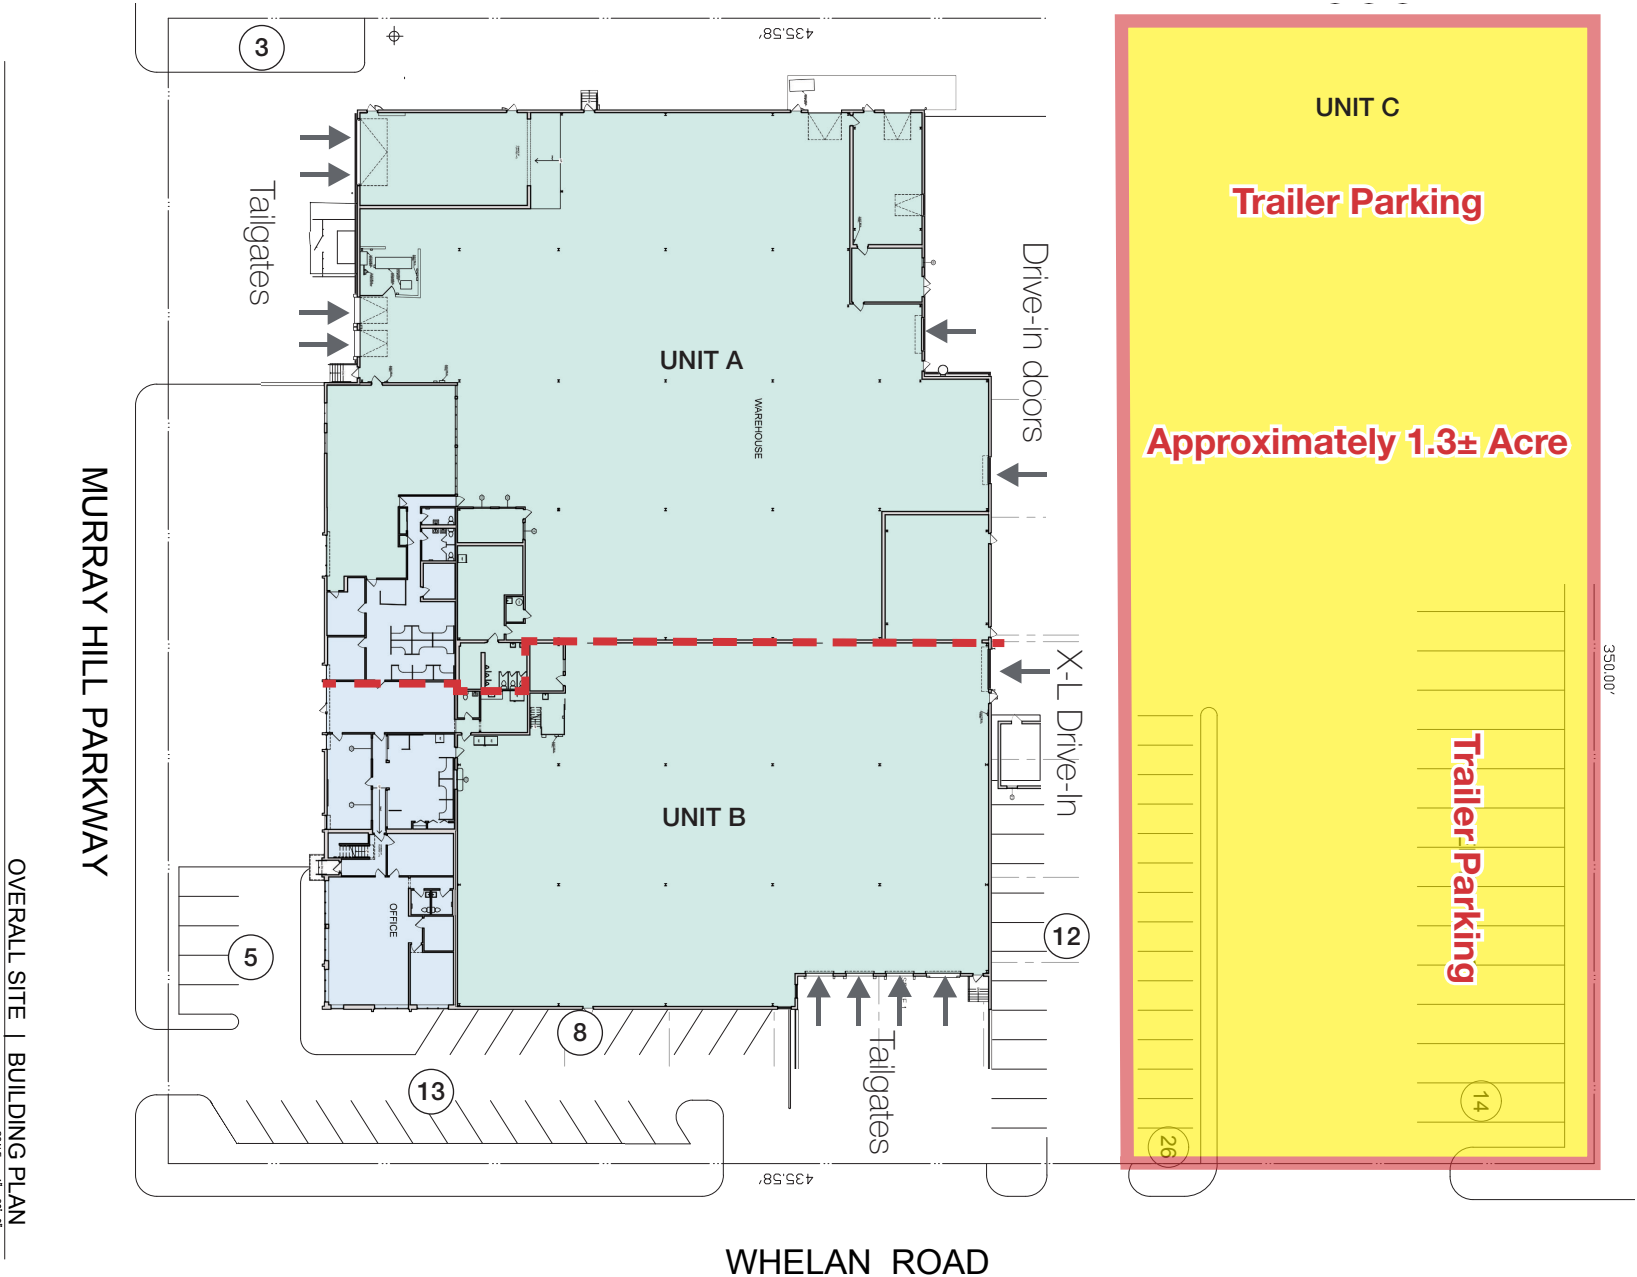 3
435.58'
UNIT C
Trailer Parking
Tailgates
Drive-in doors
UNIT A
WAREHOUSE
Approximately 1.3± Acre
MURRAY HILL PARKWAY
350.00'
X-L Drive-In
Trailer Parking
UNIT B
OFFICE
5
12
8
13
Tailgates
14
26
435.58'
OVERALL SITE | BUILDING PLAN
WHELAN ROAD